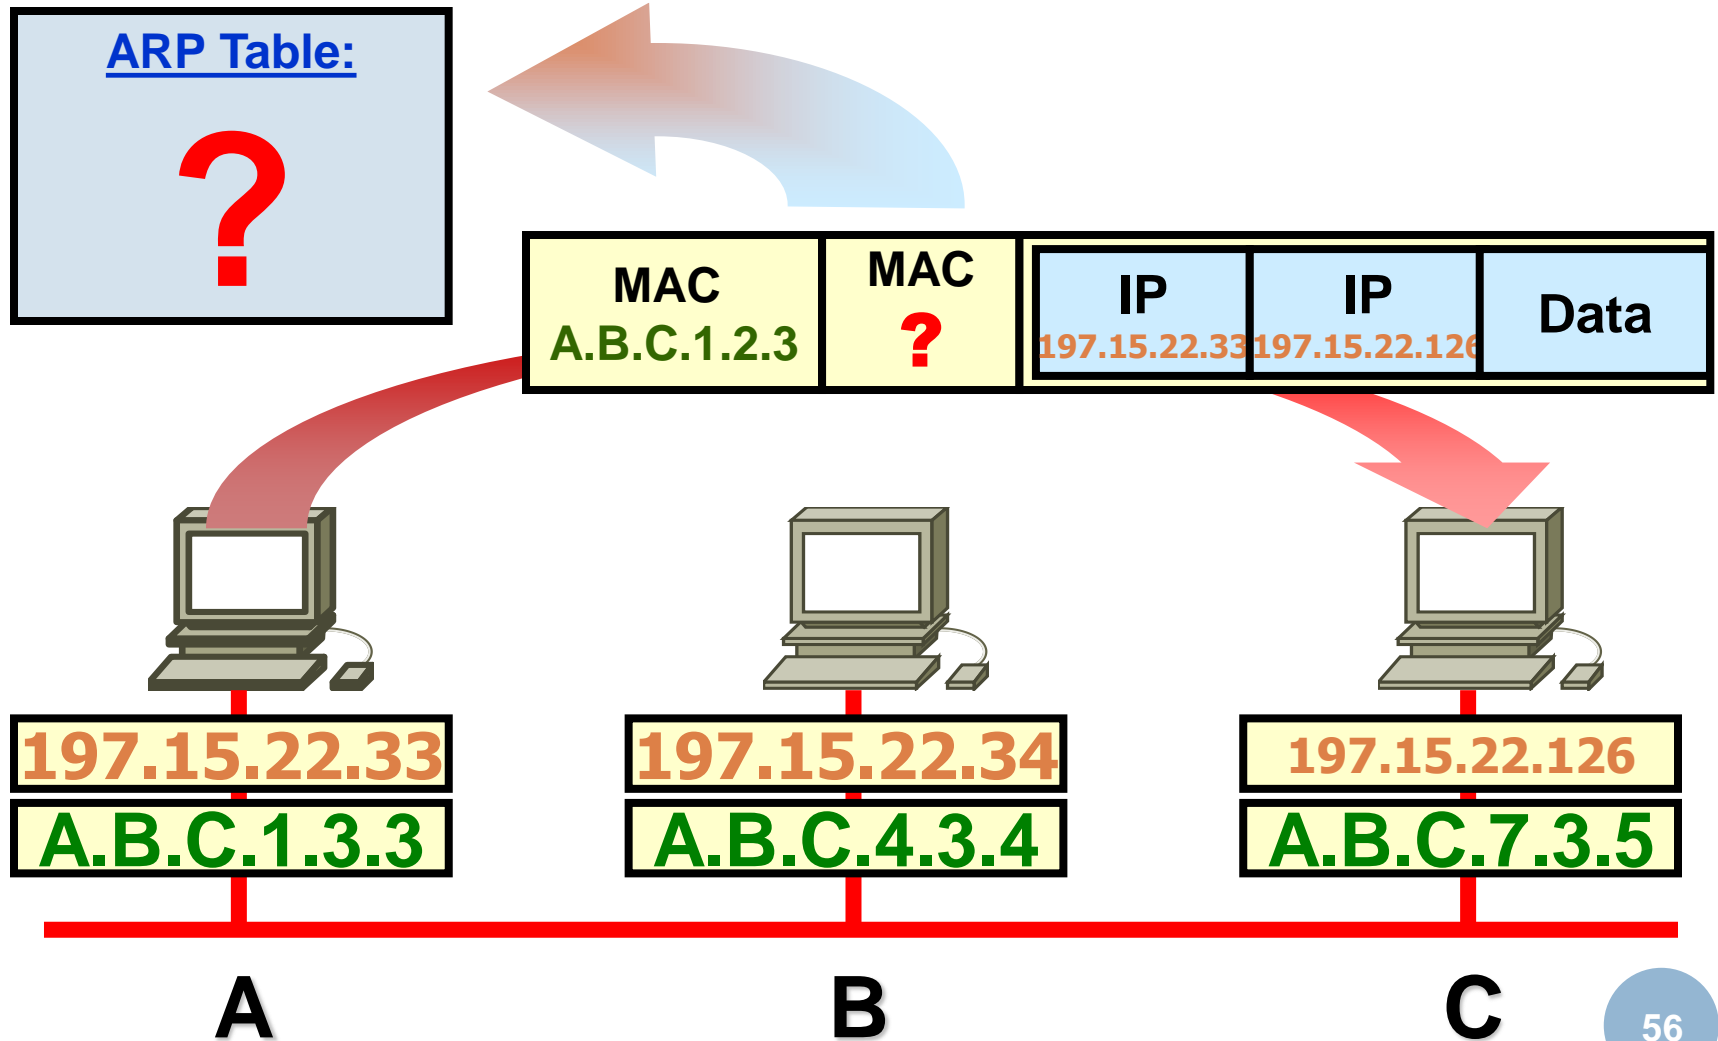 ARP Table:
?
MAC
A.B.C.1.2.3
MAC
?
IP
197.15.22.33
IP
197.15.22.126
Data
197.15.22.33
A.B.C.1.3.3
197.15.22.34
A.B.C.4.3.4
197.15.22.126
A.B.C.7.3.5
A
B
C
56